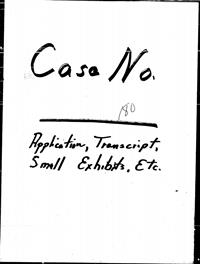 Case No.
180
Application, Transcript,
Small Exhibits, Etc.